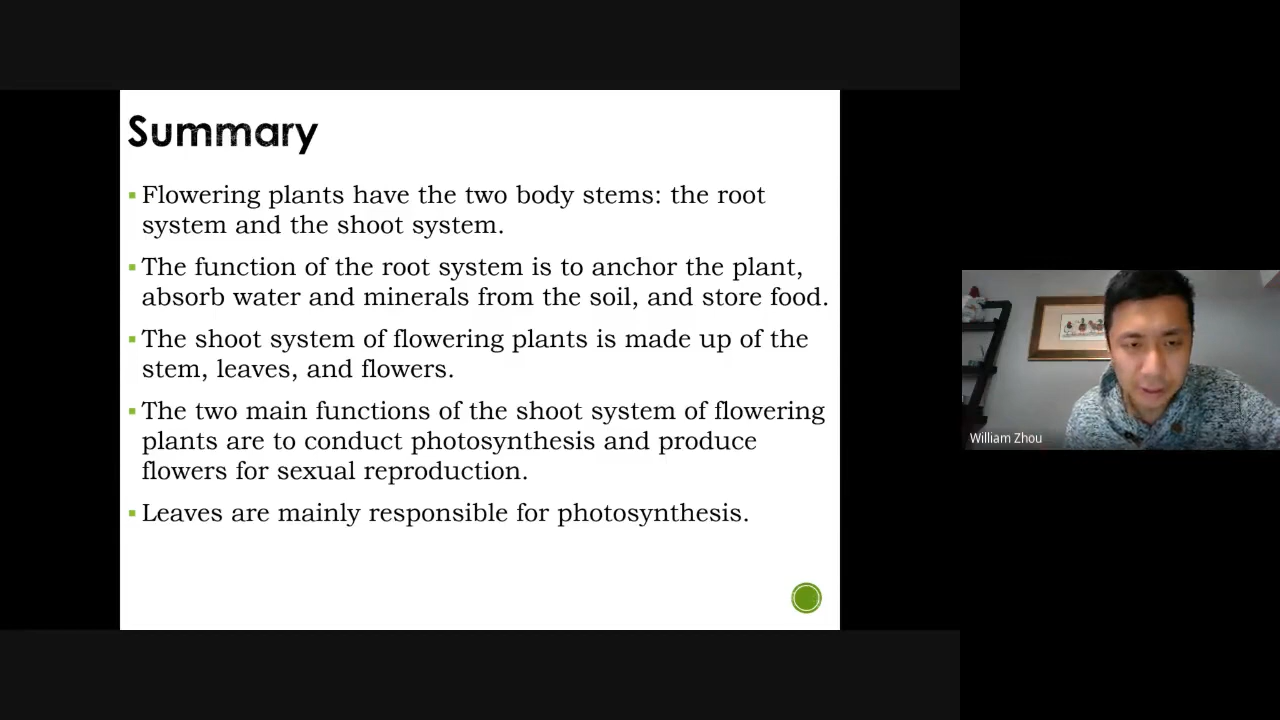 Summary
Flowering plants have the two body stems: the root
system and the shoot system.
The function of the root system is to anchor the plant,
absorb water and minerals from the soil, and store food.
The shoot system of flowering plants is made up of the
stem, leaves, and flowers.
The two main functions of the shoot system of flowering
plants are to conduct photosynthesis and produce
flowers for sexual reproduction.
Leaves are mainly responsible for photosynthesis.
William Zhou